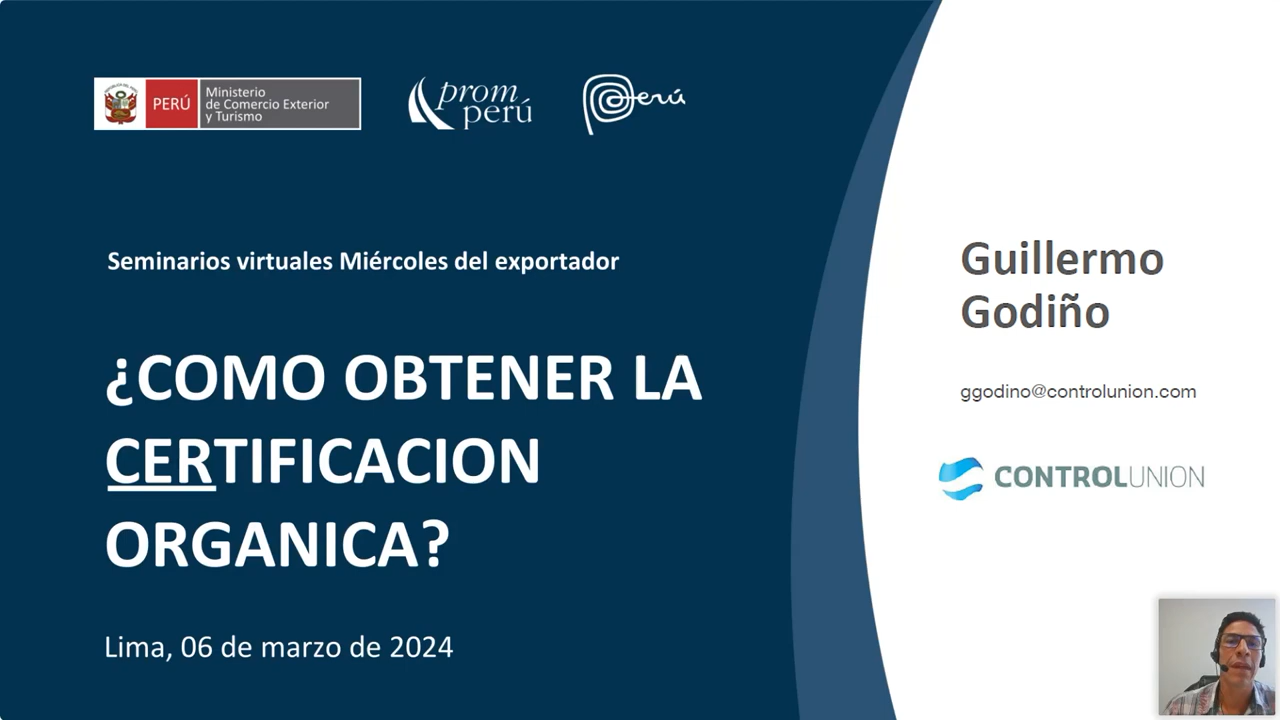 PERÚ
Ministerio
de Comercio Exterior
y Turismo
prom
perú
Perú
Seminarios virtuales Miércoles del exportador
¿COMO OBTENER LA
CERTIFICACION
ORGANICA?
Lima, 06 de marzo de 2024
Guillermo
Godiño
ggodino@controlunion.com
CONTROLUNION